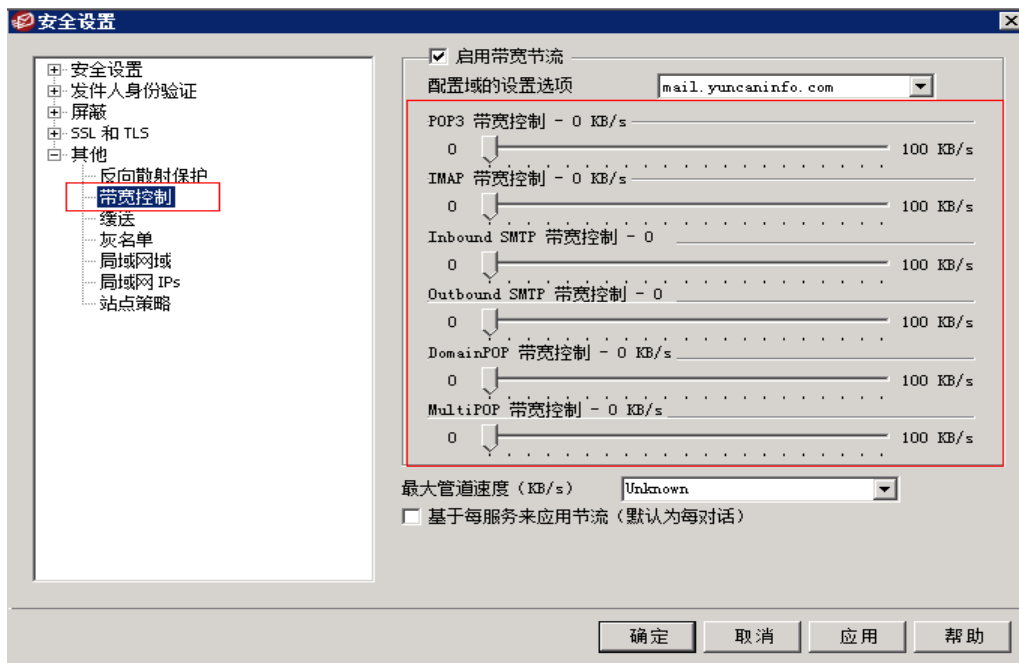 安全设置
安全设置
发件人身份验证
屏蔽
SSL 和 TLS
其他
反向散射保护
带宽控制
缓送
灰名单
局域网域
局域网 IPs
站点策略
启用带宽节流
配置域的设置选项 mail.yuncaninfo.com
POP3 带宽控制 - 0 KB/s
0 100 KB/s
IMAP 带宽控制 - 0 KB/s
0 100 KB/s
Inbound SMTP 带宽控制 - 0
0 100 KB/s
Outbound SMTP 带宽控制 - 0
0 100 KB/s
DomainPOP 带宽控制 - 0 KB/s
0 100 KB/s
MultiPOP 带宽控制 - 0 KB/s
0 100 KB/s
最大管道速度（KB/s） Unknown
基于每服务来应用节流（默认为每对话）
确定 取消 应用 帮助